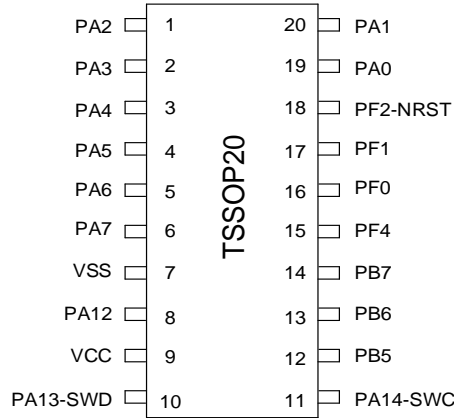 PA2 1 20 PA1
PA3 2 19 PA0
PA4 3 18 PF2-NRST
PA5 4 17 PF1
PA6 5 16 PF0
PA7 6 15 PF4
VSS 7 14 PB7
PA12 8 13 PB6
VCC 9 12 PB5
PA13-SWD 10 11 PA14-SWC
TSSOP20